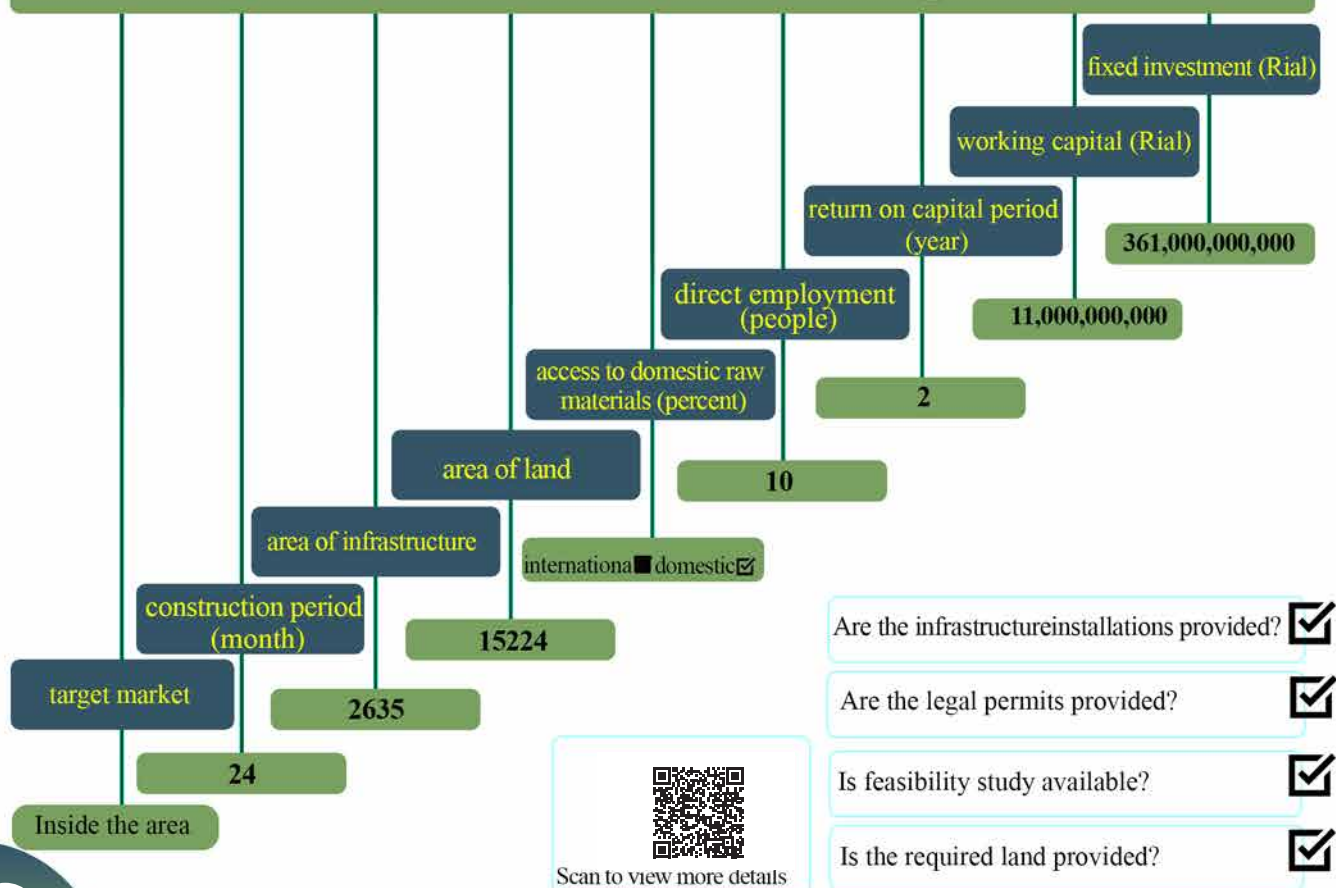 fixed investment (Rial)
361,000,000,000
working capital (Rial)
11,000,000,000
return on capital period
(year)
2
direct employment
(people)
10
access to domestic raw
materials (percent)
internationa■ domestic☑
area of land
15224
area of infrastructure
2635
construction period
(month)
24
target market
Inside the area
Are the infrastructureinstallations provided? ☑
Are the legal permits provided? ☑
Is feasibility study available? ☑
Is the required land provided? ☑
Scan to view more details